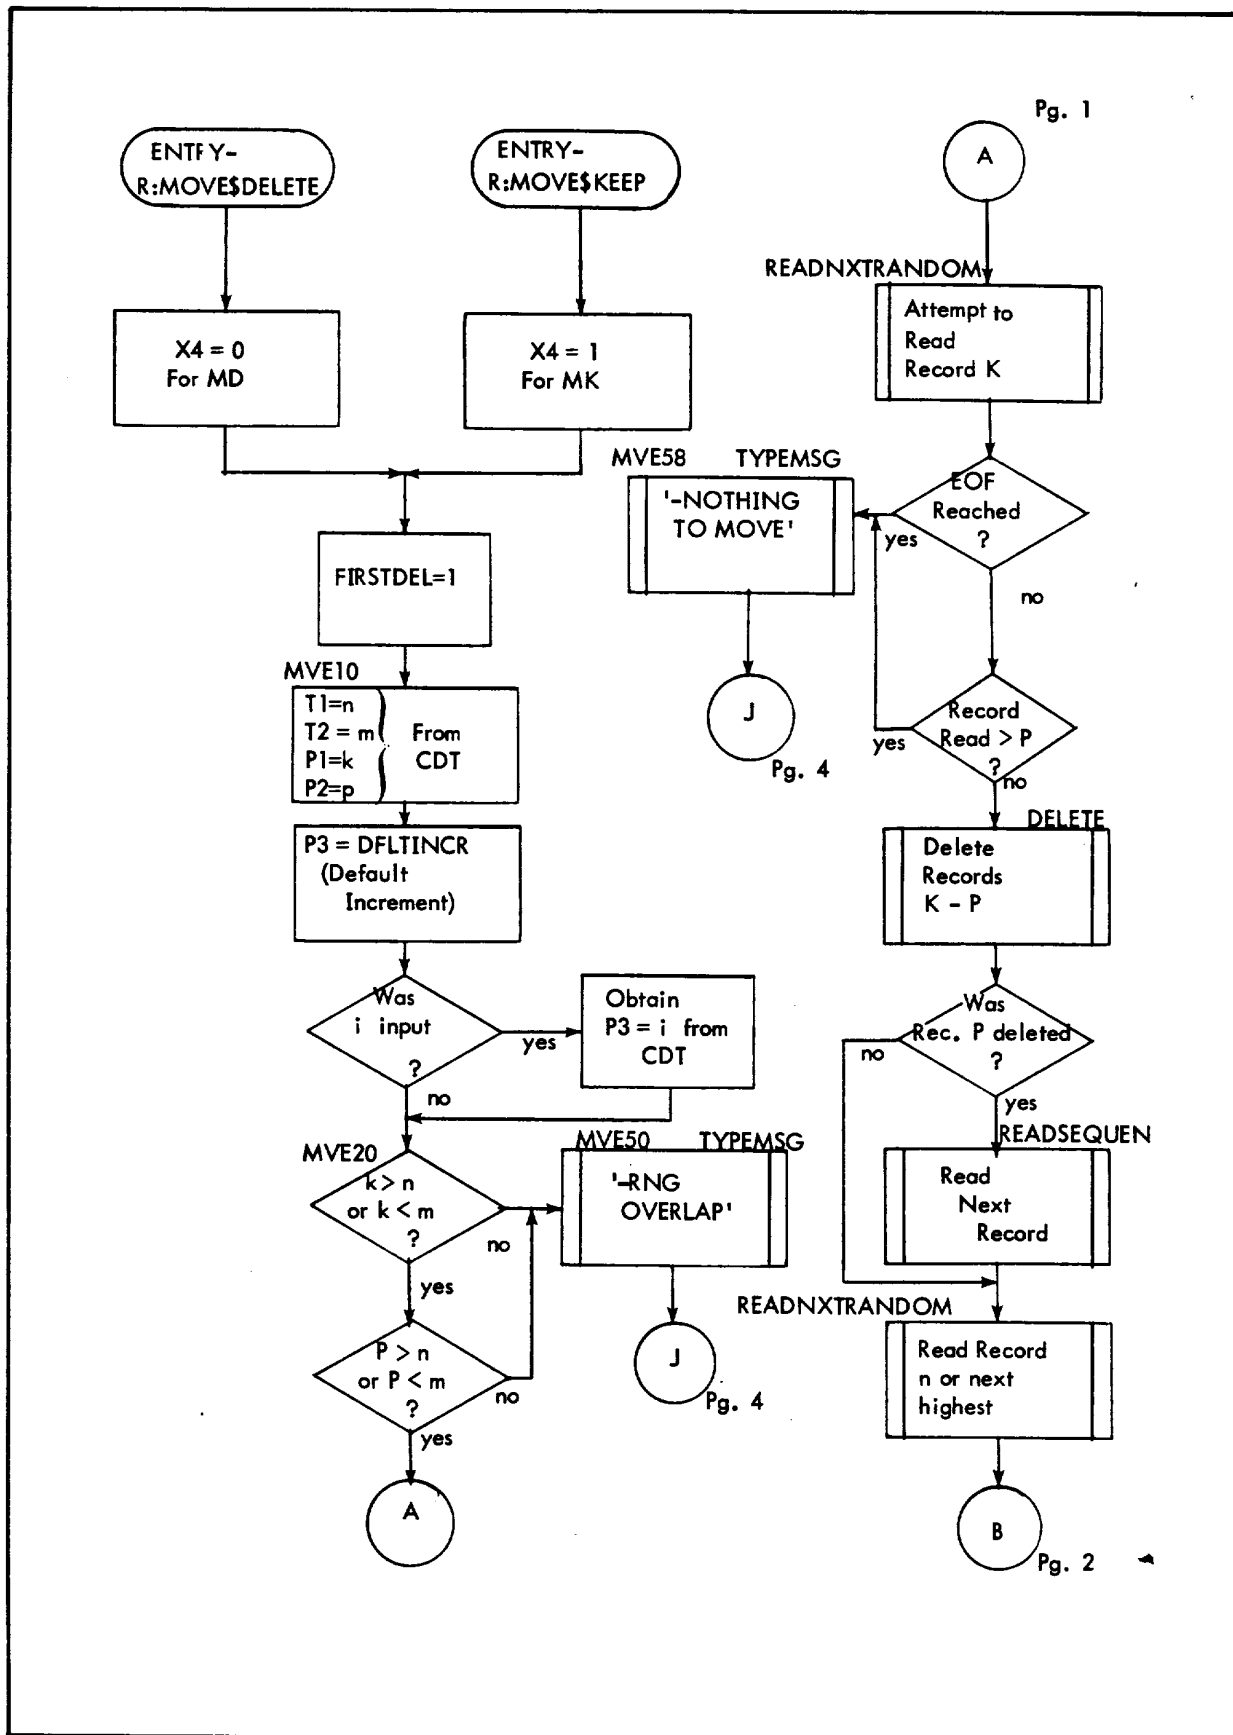 ENTFY-
R:MOVE$DELETE
ENTRY-
R:MOVE$KEEP
X4 = 0
For MD
X4 = 1
For MK
FIRSTDEL=1
MVE10
T1=n
T2 = m
P1=k
P2=p
From
CDT
P3 = DFLTINCR
(Default
Increment)
Was
i input
?
yes
no
Obtain
P3 = i from
CDT
MVE20
k > n
or k < m
?
no
yes
MVE50 TYPEMSG
'-RNG
OVERLAP'
J
Pg. 4
P > n
or P < m
?
no
yes
A
Pg. 1
A
READNXTRANDOM
Attempt to
Read
Record K
EOF
Reached
?
yes
no
MVE58 TYPEMSG
'-NOTHING
TO MOVE'
J
Pg. 4
Record
Read > P
?
yes
no
DELETE
Delete
Records
K - P
Was
Rec. P deleted
?
no
yes
READSEQUEN
Read
Next
Record
READNXTRANDOM
Read Record
n or next
highest
B
Pg. 2